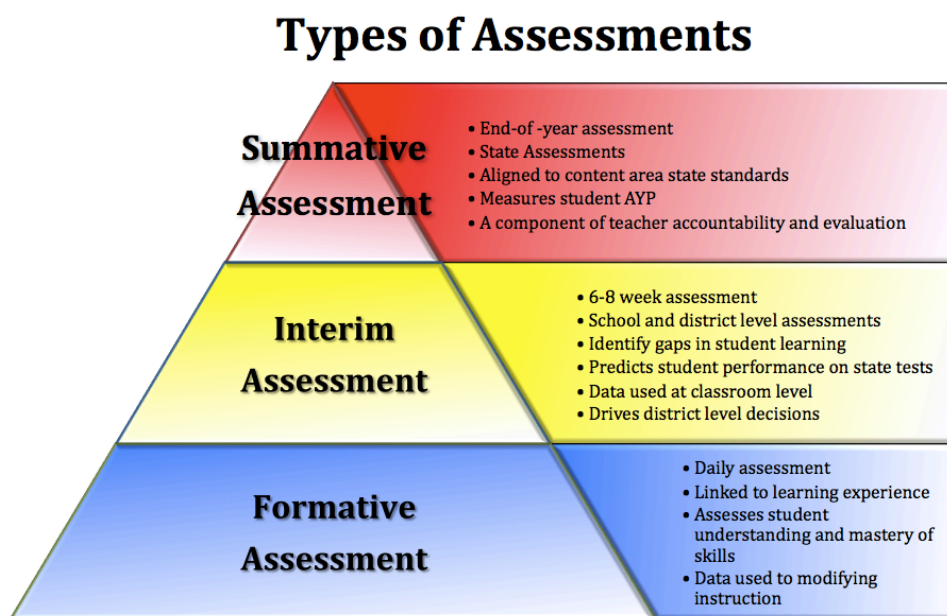 Types of Assessments
Summative
Assessment
• End-of -year assessment
• State Assessments
• Aligned to content area state standards
• Measures student AYP
• A component of teacher accountability and evaluation
Interim
Assessment
• 6-8 week assessment
• School and district level assessments
• Identify gaps in student learning
• Predicts student performance on state tests
• Data used at classroom level
• Drives district level decisions
Formative
Assessment
• Daily assessment
• Linked to learning experience
• Assesses student
understanding and mastery of
skills
• Data used to modifying
instruction